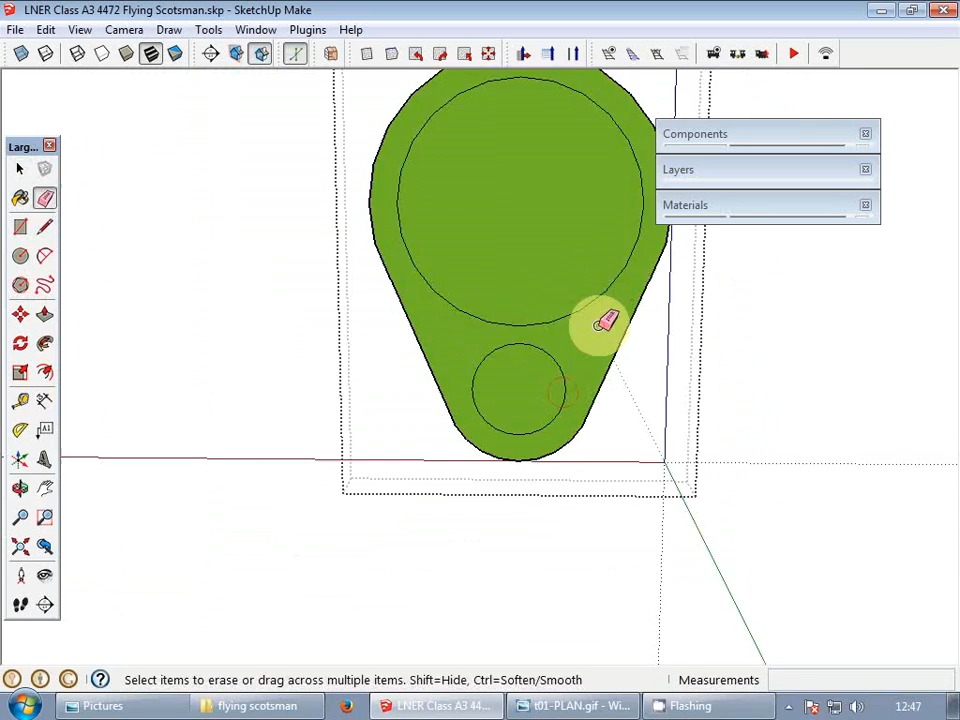 LNER Class A3 4472 Flying Scotsman.skp - SketchUp Make
File Edit View Camera Draw Tools Window Plugins Help
Larg...
Components
Layers
Materials
A1
Select items to erase or drag across multiple items. Shift=Hide, Ctrl=Soften/Smooth
Measurements
Pictures
flying scotsman
LNER Class A3 44...
t01-PLAN.gif - Wi...
Flashing
12:47